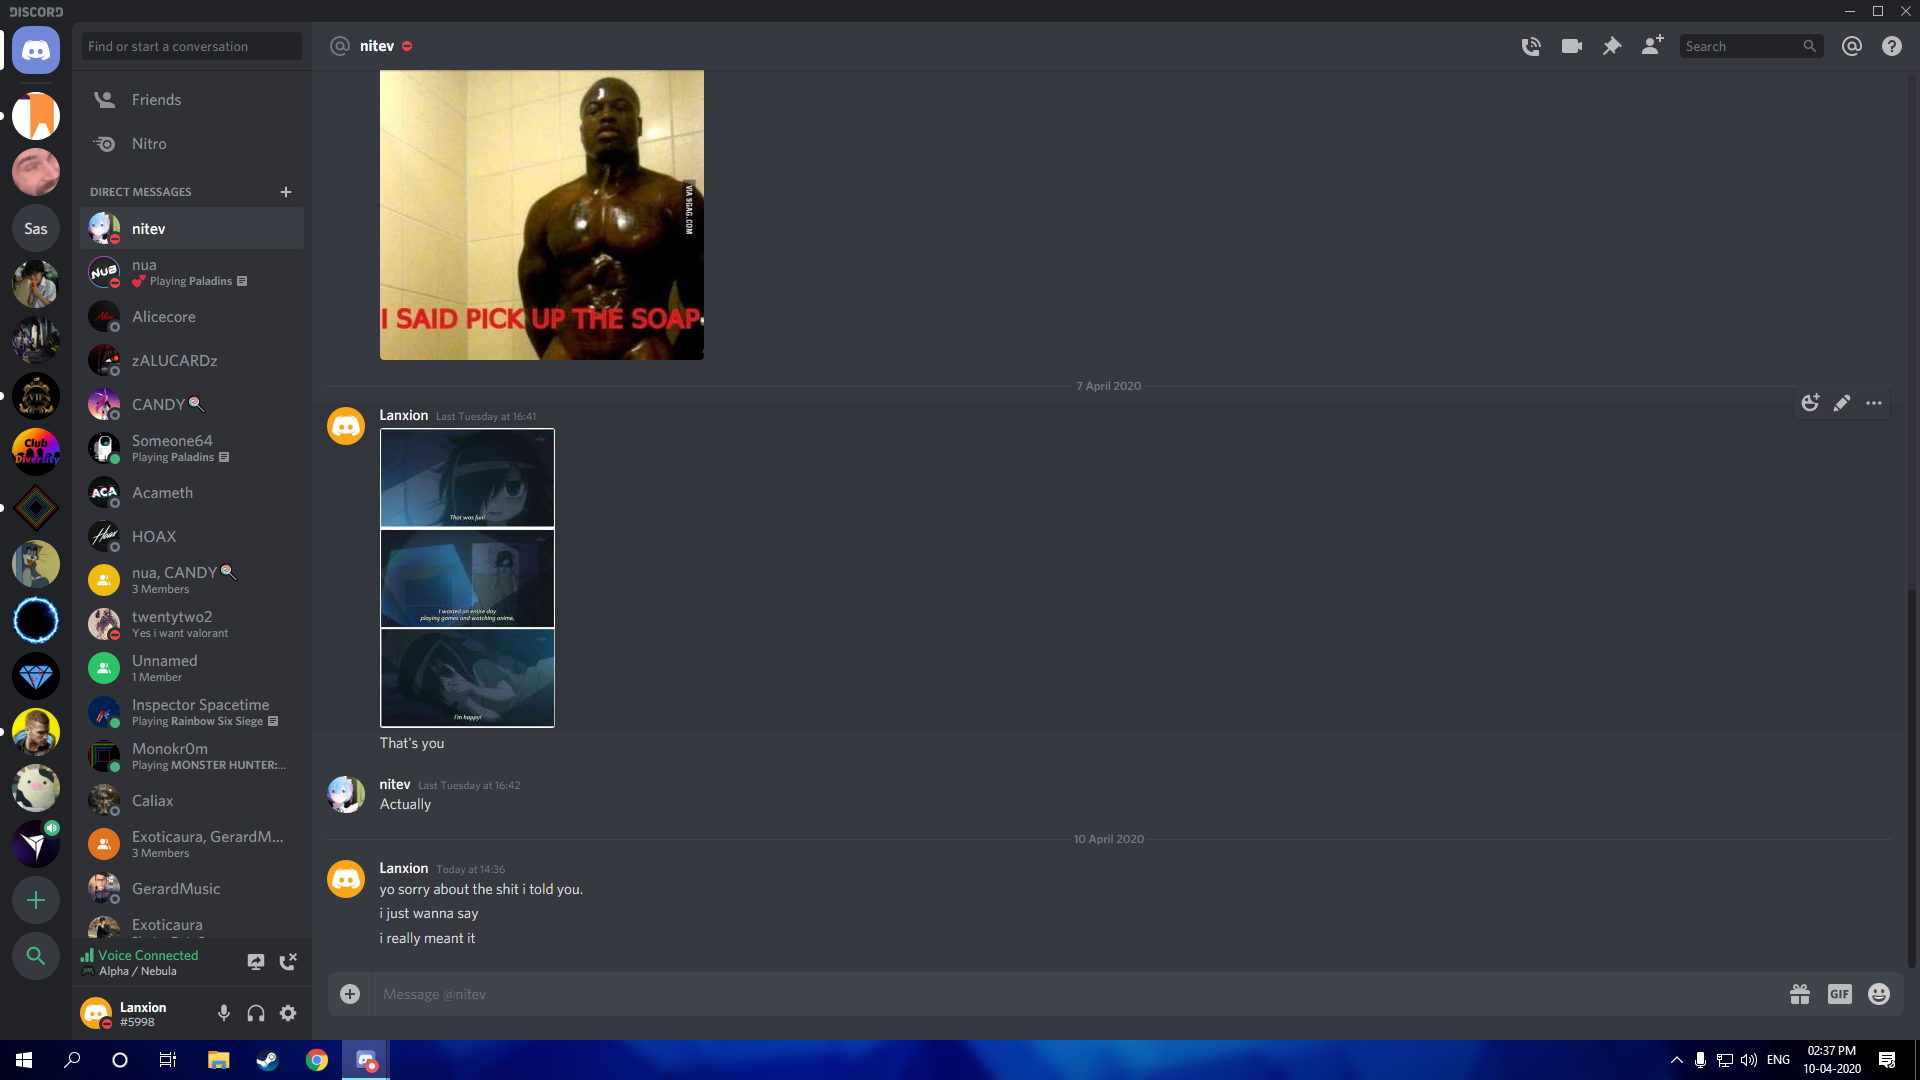 DISCORD
Find or start a conversation
Friends
Nitro
DIRECT MESSAGES
nitev
nua
Playing Paladins
Alicecore
zALUCARDz
CANDY
Someone64
Playing Paladins
Acameth
HOAX
nua, CANDY
3 Members
twentytwo2
Yes i want valorant
Unnamed
1 Member
Inspector Spacetime
Playing Rainbow Six Siege
Monokr0m
Playing MONSTER HUNTER:...
Caliax
Exoticaura, GerardM...
3 Members
GerardMusic
Exoticaura
Voice Connected
Alpha / Nebula
Lanxion
#5998
Sas
VIP
Club
Diversity
NUB
ACA
Hoax
nitev
Search
VIA 9GAG.COM
I SAID PICK UP THE SOAP
7 April 2020
Lanxion Last Tuesday at 16:41
That was fun!
I wasted an entire day
playing games and watching anime,
I'm happy!
That's you
nitev Last Tuesday at 16:42
Actually
10 April 2020
Lanxion Today at 14:36
yo sorry about the shit i told you.
i just wanna say
i really meant it
Message @nitev
GIF
ENG
02:37 PM
10-04-2020